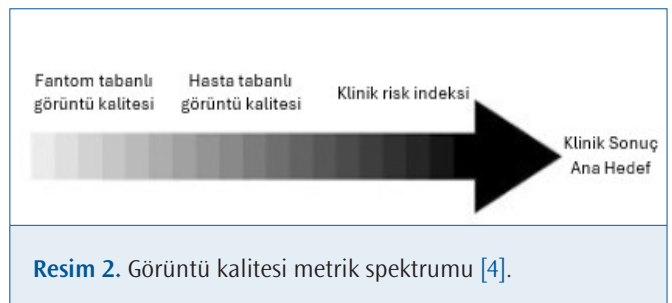 Fantom tabanlı
görüntü kalitesi
Hasta tabanlı
görüntü kalitesi
Klinik risk indeksi
Klinik Sonuç
Ana Hedef
Resim 2. Görüntü kalitesi metrik spektrumu [4].